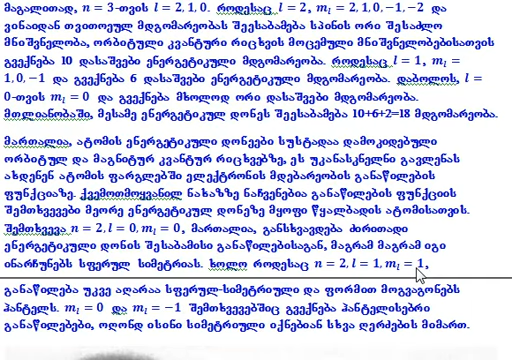 მაგალითად, n = 3-თვის l = 2, 1, 0. როდესაც l = 2, mₗ = 2, 1, 0, −1, −2 და
ვინაიდან თვითოეულ მდგომარეობას შეესაბამება სპინის ორი შესაძლო
მნიშვნელობა, ორბიტული კვანტური რიცხვის მოცემული მნიშვნელობებისათვის
გვექნება 10 დასაშვები ენერგეტიკული მდგომარეობა. როდესაც l = 1, mₗ =
1, 0, −1 და გვექნება 6 დასაშვები ენერგეტიკული მდგომარეობა. დაბოლოს, l =
0-თვის mₗ = 0 და გვექნება მხოლოდ ორი დასაშვები მდგომარეობა.
მთლიანობაში, მესამე ენერგეტიკულ დონეს შეესაბამება 10+6+2=18 მდგომარეობა.
მართალია, ატომის ენერგეტიკული დონეები სუსტადაა დამოკიდებული
ორბიტულ და მაგნიტურ კვანტურ რიცხვებზე, ეს უკანასკნელნი გავლენას
ახდენენ ატომის ფარგლებში ელექტრონის მდებარეობის განაწილების
ფუნქციაზე. ქვემოთმოყვანილ ნახაზზე ნაჩვენებია განაწილების ფუნქციის
შემთხვევები მეორე ენერგეტიკულ დონეზე მყოფი წყალბადის ატომისათვის.
შემთხვევა n = 2, l = 0, mₗ = 0, მართალია, განსხვავდება ძირითადი
ენერგეტიკული დონის შესაბამისი განაწილებისაგან, მაგრამ მაგრამ იგი
ინარჩუნებს სფერულ სიმეტრიას. ხოლო როდესაც n = 2, l = 1, mₗ = 1,
განაწილება უკვე აღარაა სფერულ-სიმეტრიული და ფორმით მოგვაგონებს
ჰანტელს. mₗ = 0 და mₗ = −1 შემთხვევებშიც გვექნება ჰანტელისებრი
განაწილებები, ოღონდ ისინი სიმეტრიული იქნებიან სხვა ღერძების მიმართ.